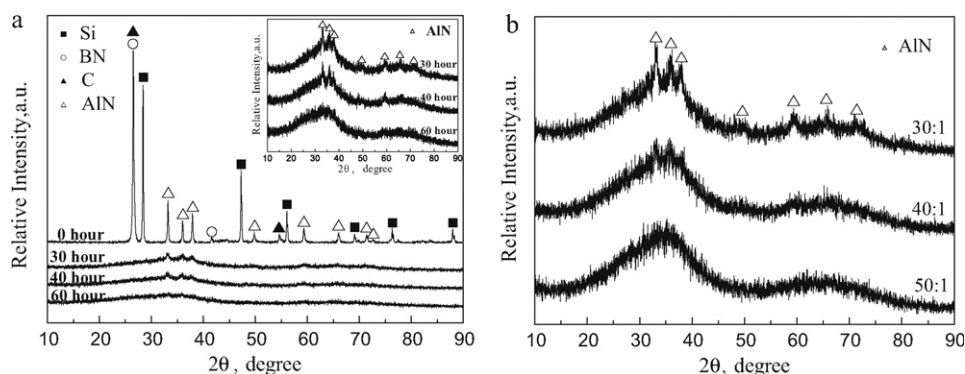 a
■ Si
○ BN
▲ C
△ AlN
Relative Intensity,a.u.
0 hour
30 hour
40 hour
60 hour
10 20 30 40 50 60 70 80 90
2θ, degree
△ AlN
Relative Intensity,a.u.
30 hour
40 hour
60 hour
10 20 30 40 50 60 70 80 90
2θ, degree
b
△ AlN
Relative Intensity,a.u.
30:1
40:1
50:1
10 20 30 40 50 60 70 80 90
2θ, degree